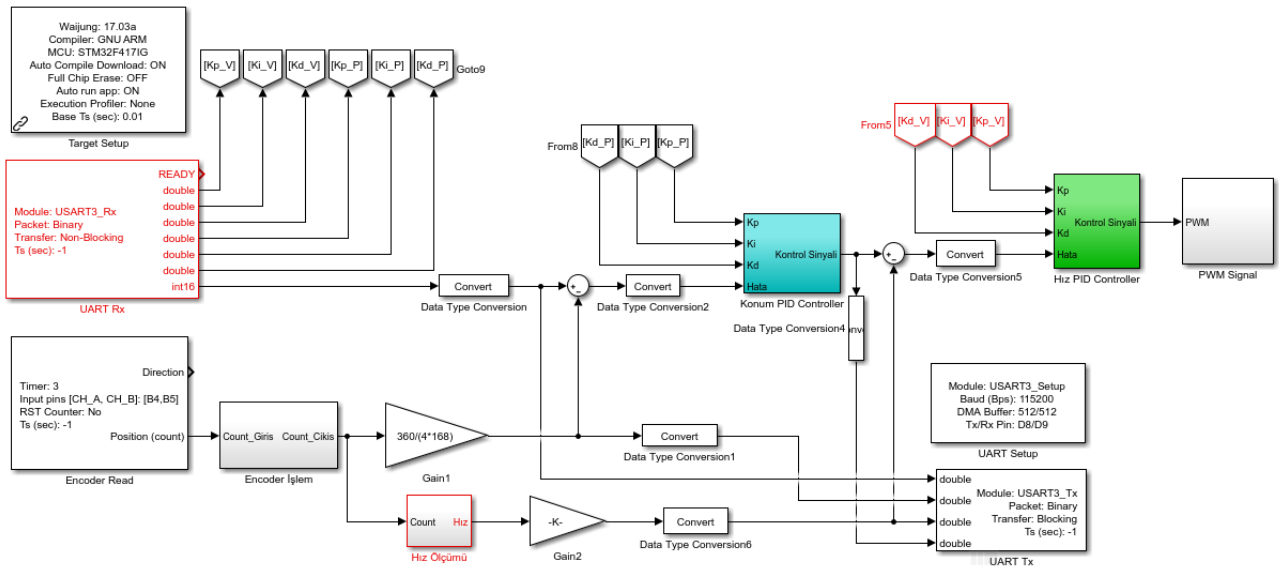 Waijung: 17.03a
Compiler: GNU ARM
MCU: STM32F417IG
Auto Compile Download: ON
Full Chip Erase: OFF
Auto run app: ON
Execution Profiler: None
Base Ts (sec): 0.01
Target Setup
[Kp_V]
[Ki_V]
[Kd_V]
[Kp_P]
[Ki_P]
[Kd_P]
Goto9
READY
double
double
double
double
double
double
int16
Module: USART3_Rx
Packet: Binary
Transfer: Non-Blocking
Ts (sec): -1
UART Rx
Convert
Data Type Conversion
+
-
Convert
Data Type Conversion2
From8
[Kd_P]
[Ki_P]
[Kp_P]
Kp
Ki
Kd
Hata
Kontrol Sinyali
Konum PID Controller
Data Type Conversion4
+
-
Convert
Data Type Conversion5
From5
[Kd_V]
[Ki_V]
[Kp_V]
Kp
Ki
Kd
Hata
Kontrol Sinyali
Hız PID Controller
PWM
PWM Signal
Direction
Timer: 3
Input pins [CH_A, CH_B]: [B4,B5]
RST Counter: No
Ts (sec): -1
Position (count)
Encoder Read
Count_Giris
Count_Cikis
Encoder İşlem
360/(4*168)
Gain1
Convert
Data Type Conversion1
Count
Hız
Hız Ölçümü
-K-
Gain2
Convert
Data Type Conversion6
Module: USART3_Setup
Baud (Bps): 115200
DMA Buffer: 512/512
Tx/Rx Pin: D8/D9
UART Setup
double
double
double
double
Module: USART3_Tx
Packet: Binary
Transfer: Blocking
Ts (sec): -1
UART Tx